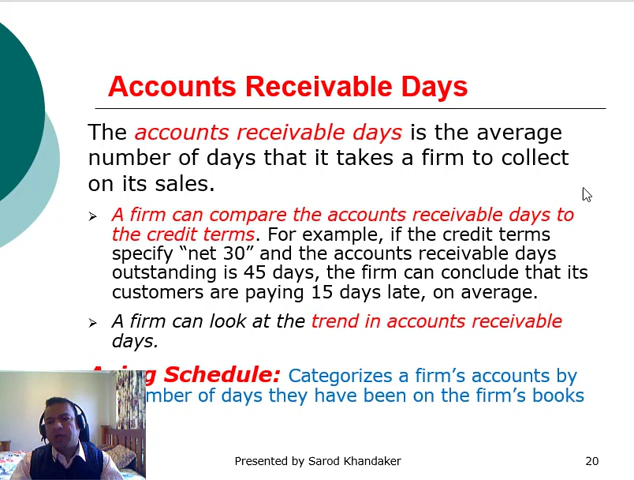 Accounts Receivable Days
The accounts receivable days is the average
number of days that it takes a firm to collect
on its sales.
A firm can compare the accounts receivable days to
the credit terms. For example, if the credit terms
specify “net 30” and the accounts receivable days
outstanding is 45 days, the firm can conclude that its
customers are paying 15 days late, on average.
A firm can look at the trend in accounts receivable
days.
Schedule: Categorizes a firm’s accounts by
they have been on the firm’s books
Presented by Sarod Khandaker
20